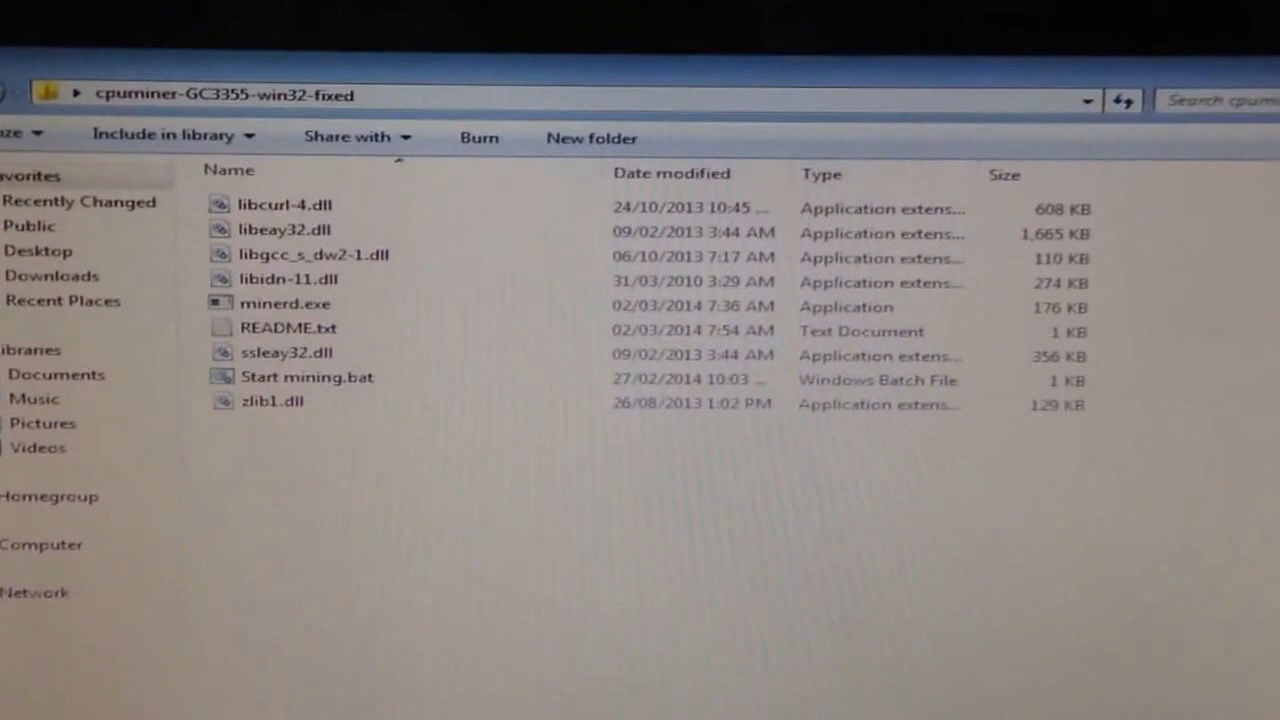 cpuminer-GC3355-win32-fixed
Include in library Share with Burn New folder
Name Date modified Type Size
Recently Changed
Public
Desktop
Downloads
Recent Places
Documents
Music
Pictures
Videos
Homegroup
Computer
Network
libcurl-4.dll 24/10/2013 10:45 ... Application extens... 608 KB
libeay32.dll 09/02/2013 3:44 AM Application extens... 1,665 KB
libgcc_s_dw2-1.dll 06/10/2013 7:17 AM Application extens... 110 KB
libidn-11.dll 31/03/2010 3:29 AM Application extens... 274 KB
minerd.exe 02/03/2014 7:36 AM Application 176 KB
README.txt 02/03/2014 7:54 AM Text Document 1 KB
ssleay32.dll 09/02/2013 3:44 AM Application extens... 356 KB
Start mining.bat 27/02/2014 10:03 ... Windows Batch File 1 KB
zlib1.dll 26/08/2013 1:02 PM Application extens... 129 KB